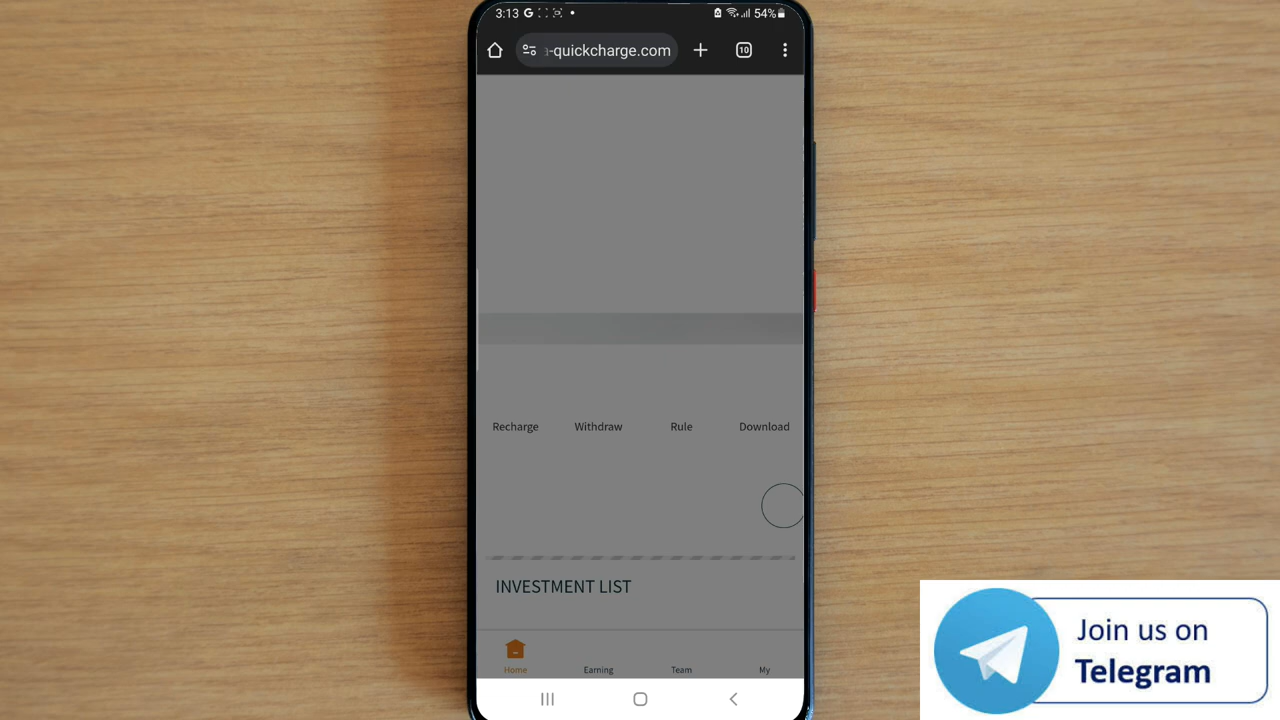 3:13 G
54%
-quickcharge.com
10
Recharge Withdraw Rule Download
INVESTMENT LIST
Home Earning Team My
Join us on
Telegram